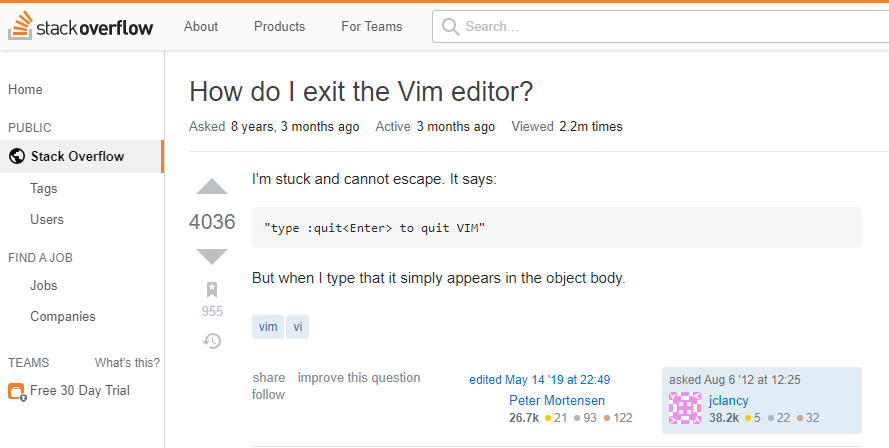 stackoverflow About Products For Teams Search...
Home
PUBLIC
Stack Overflow
Tags
Users
FIND A JOB
Jobs
Companies
TEAMS What's this?
Free 30 Day Trial
How do I exit the Vim editor?
Asked 8 years, 3 months ago Active 3 months ago Viewed 2.2m times
4036
955
I'm stuck and cannot escape. It says:
"type :quit<Enter> to quit VIM"
But when I type that it simply appears in the object body.
vim vi
share improve this question
follow
edited May 14 '19 at 22:49
Peter Mortensen
26.7k 21 93 122
asked Aug 6 '12 at 12:25
jclancy
38.2k 5 22 32